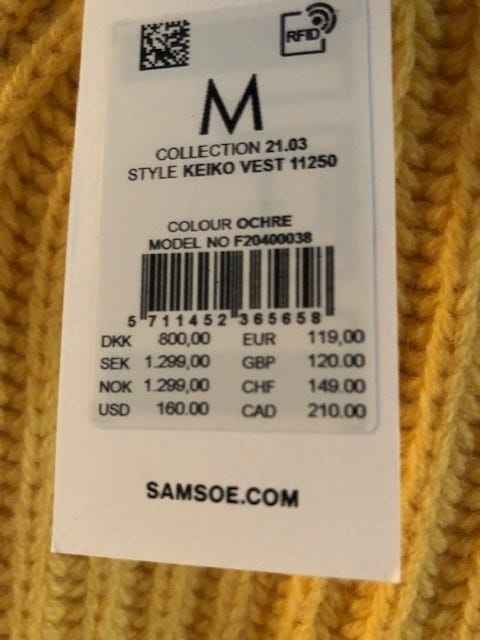 RFID
M
COLLECTION 21.03
STYLE KEIKO VEST 11250
COLOUR OCHRE
MODEL NO F20400038
5 711452 365658
DKK 800,00 EUR 119,00
SEK 1.299,00 GBP 120.00
NOK 1.299,00 CHF 149.00
USD 160.00 CAD 210.00
SAMSOE.COM